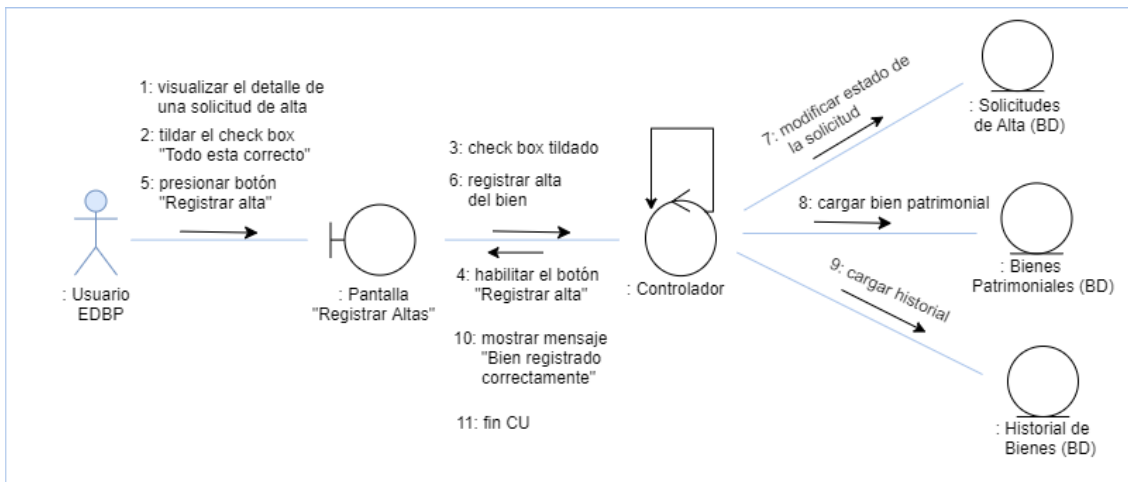 1: visualizar el detalle de
una solicitud de alta
2: tildar el check box
"Todo esta correcto"
5: presionar botón
"Registrar alta"
: Usuario
EDBP
: Pantalla
"Registrar Altas"
3: check box tildado
6: registrar alta
del bien
4: habilitar el botón
"Registrar alta"
10: mostrar mensaje
"Bien registrado
correctamente"
11: fin CU
: Controlador
7: modificar estado de
la solicitud
: Solicitudes
de Alta (BD)
8: cargar bien patrimonial
: Bienes
Patrimoniales (BD)
9: cargar historial
: Historial de
Bienes (BD)